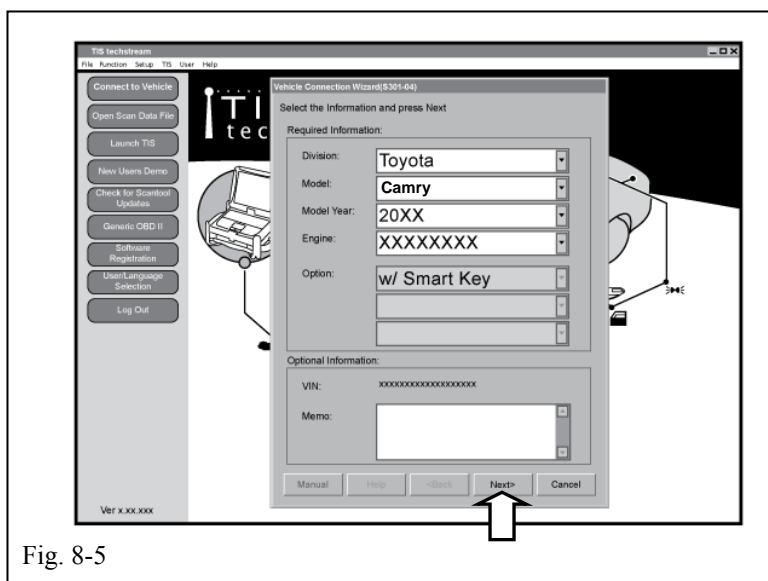 TIS techstream
File Function Setup TIS User Help
Connect to Vehicle
Open Scan Data File
Launch TIS
New Users Demo
Check for Scantool
Updates
Generic OBD II
Software
Registration
User/Language
Selection
Log Out
Ver x.xx.xxx
TI
tec
Vehicle Connection Wizard(S301-04)
Select the Information and press Next
Required Information:
Division: Toyota
Model: Camry
Model Year: 20XX
Engine: XXXXXXXX
Option: w/ Smart Key
Optional Information:
VIN: xxxxxxxxxxxxxxxxxxx
Memo:
Manual Help <Back Next> Cancel
Fig. 8-5